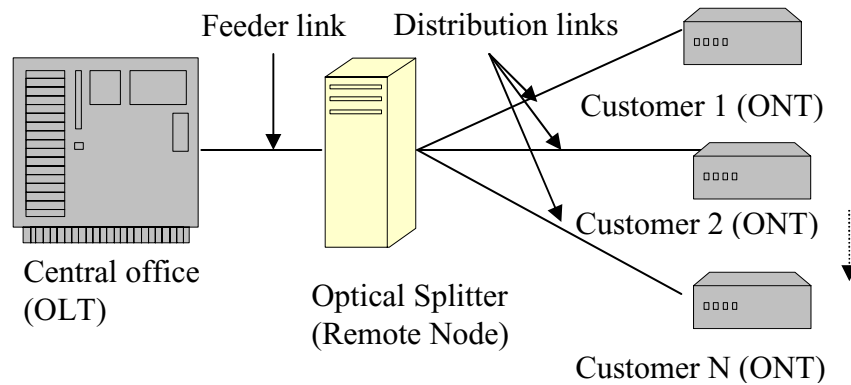 Feeder link
Distribution links
Customer 1 (ONT)
Customer 2 (ONT)
Central office
(OLT)
Optical Splitter
(Remote Node)
Customer N (ONT)